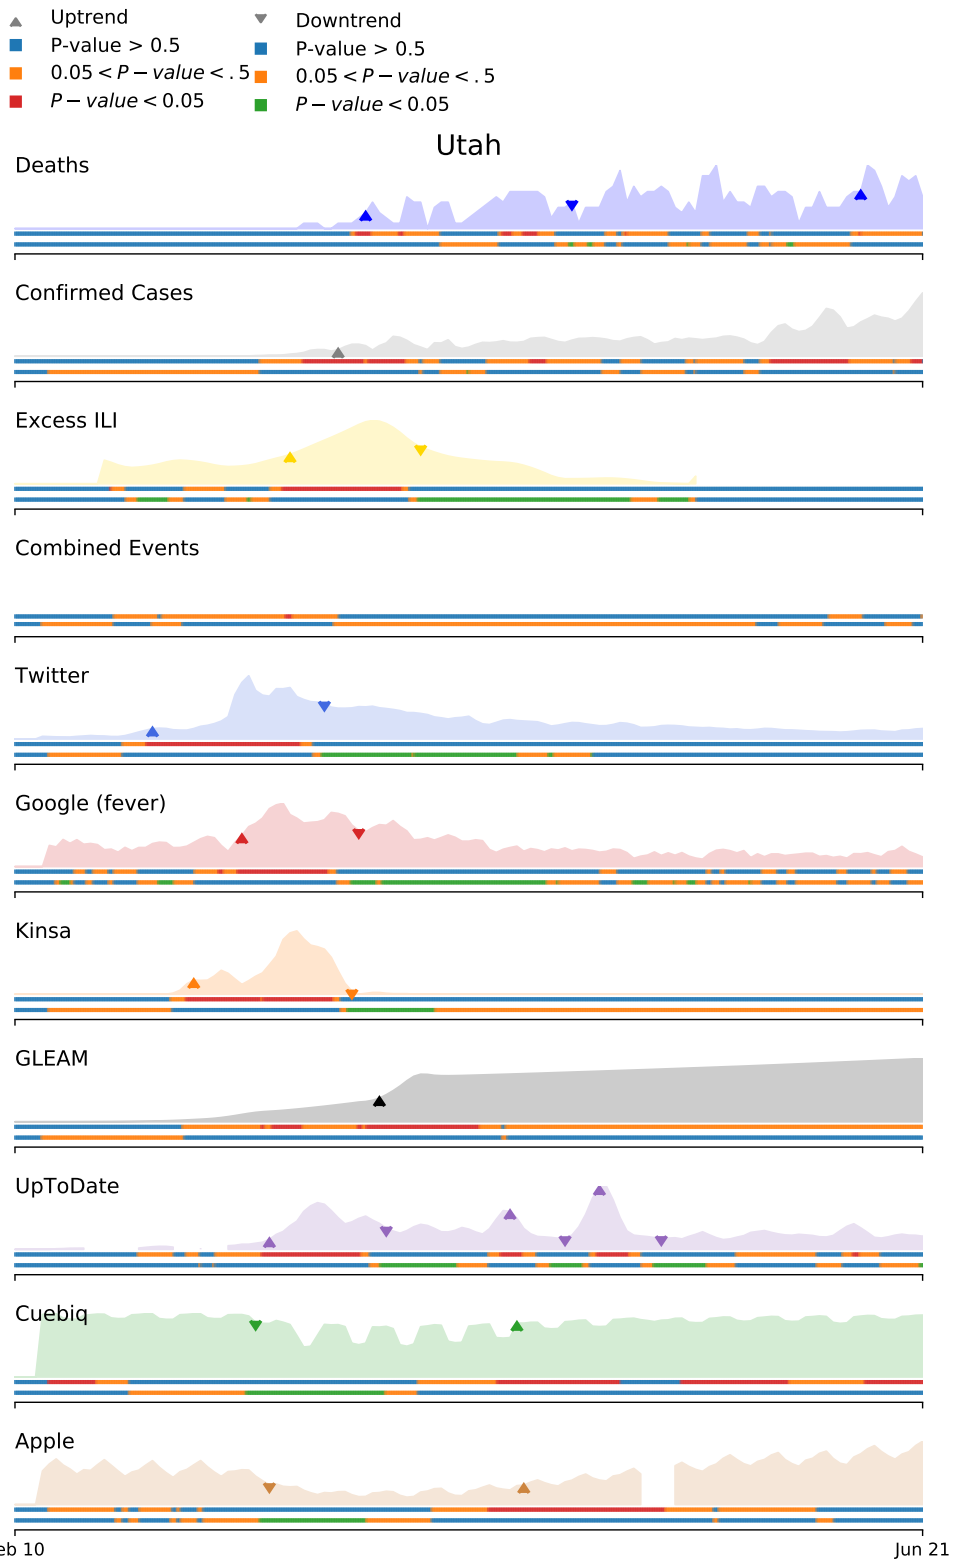 Uptrend
P-value > 0.5
0.05 < P − value < .5
P − value < 0.05
Downtrend
P-value > 0.5
0.05 < P − value < .5
P − value < 0.05
Utah
Deaths
Confirmed Cases
Excess ILI
Combined Events
Twitter
Google (fever)
Kinsa
GLEAM
UpToDate
Cuebiq
Apple
eb 10
Jun 21